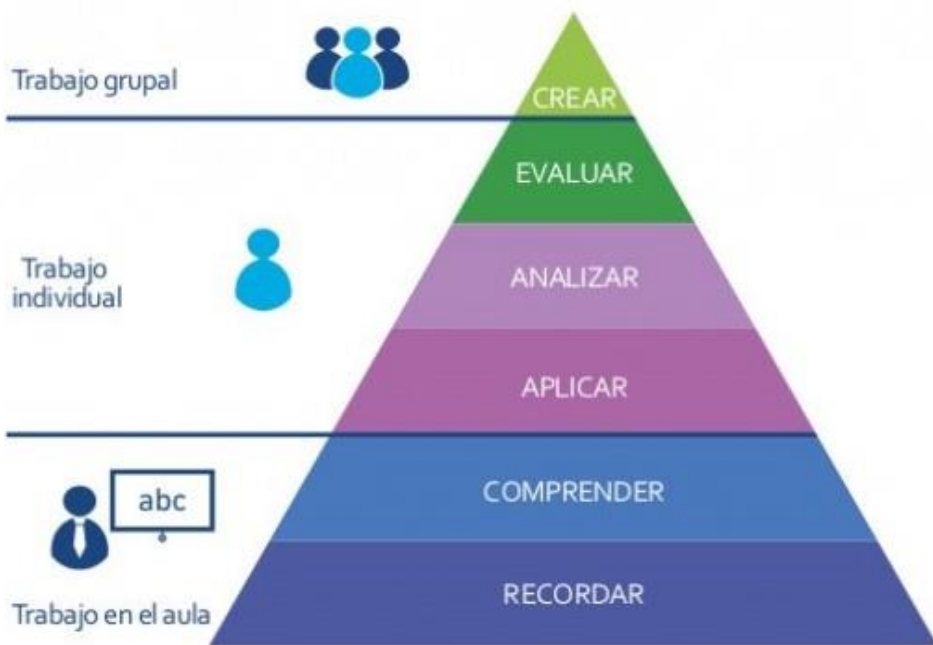 Trabajo grupal
CREAR
EVALUAR
Trabajo
individual
ANALIZAR
APLICAR
abc
COMPRENDER
Trabajo en el aula
RECORDAR